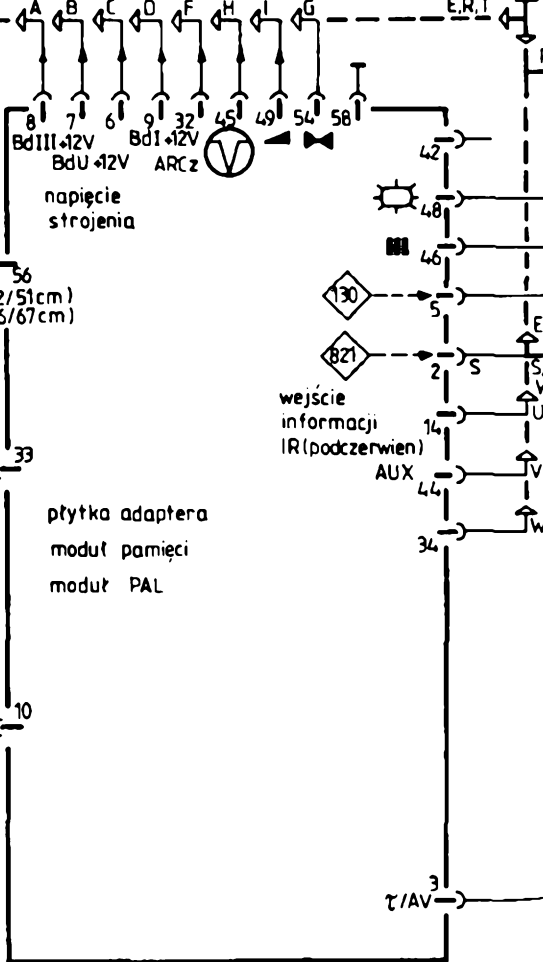 A B C D F H I G E,R,T
8 7 6 9 32 45 49 54 58
BdIII+12V BdI+12V
BdU+12V ARCz
V
42
napięcie
strojenia
48
46
56
2/51cm)
6/67cm)
130
5
E
821
2 S
S,
V
wejście
informacji
IR(podczerwien)
14
U
33
AUX
44
V
płytka adaptera
34
W
moduł pamięci
moduł PAL
10
3
τ/AV